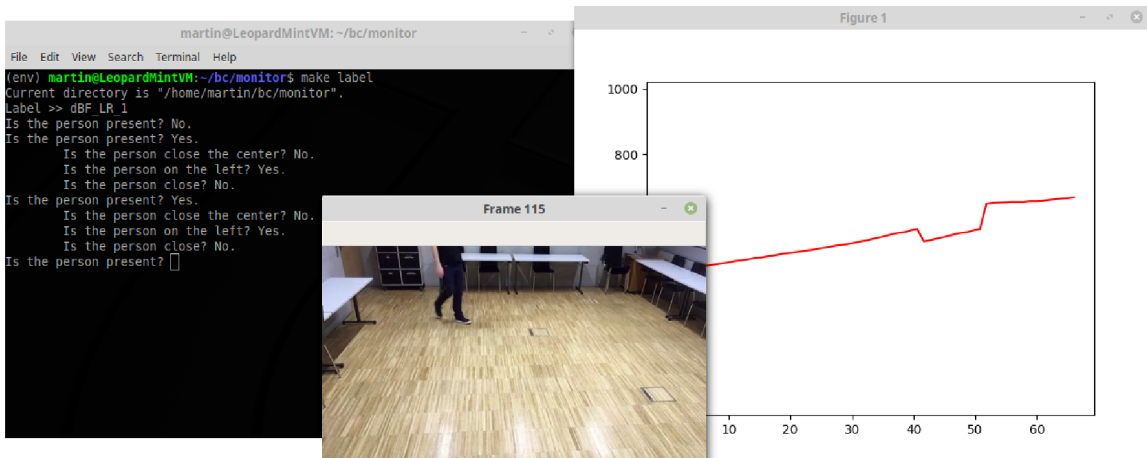 martin@LeopardMintVM: ~/bc/monitor
File Edit View Search Terminal Help
(env) martin@LeopardMintVM:~/bc/monitor$ make label
Current directory is "/home/martin/bc/monitor".
Label >> dBF_LR_1
Is the person present? No.
Is the person present? Yes.
Is the person close the center? No.
Is the person on the left? Yes.
Is the person close? No.
Is the person present? Yes.
Is the person close the center? No.
Is the person on the left? Yes.
Is the person close? No.
Is the person present?
Frame 115
Figure 1
1000
800
10 20 30 40 50 60